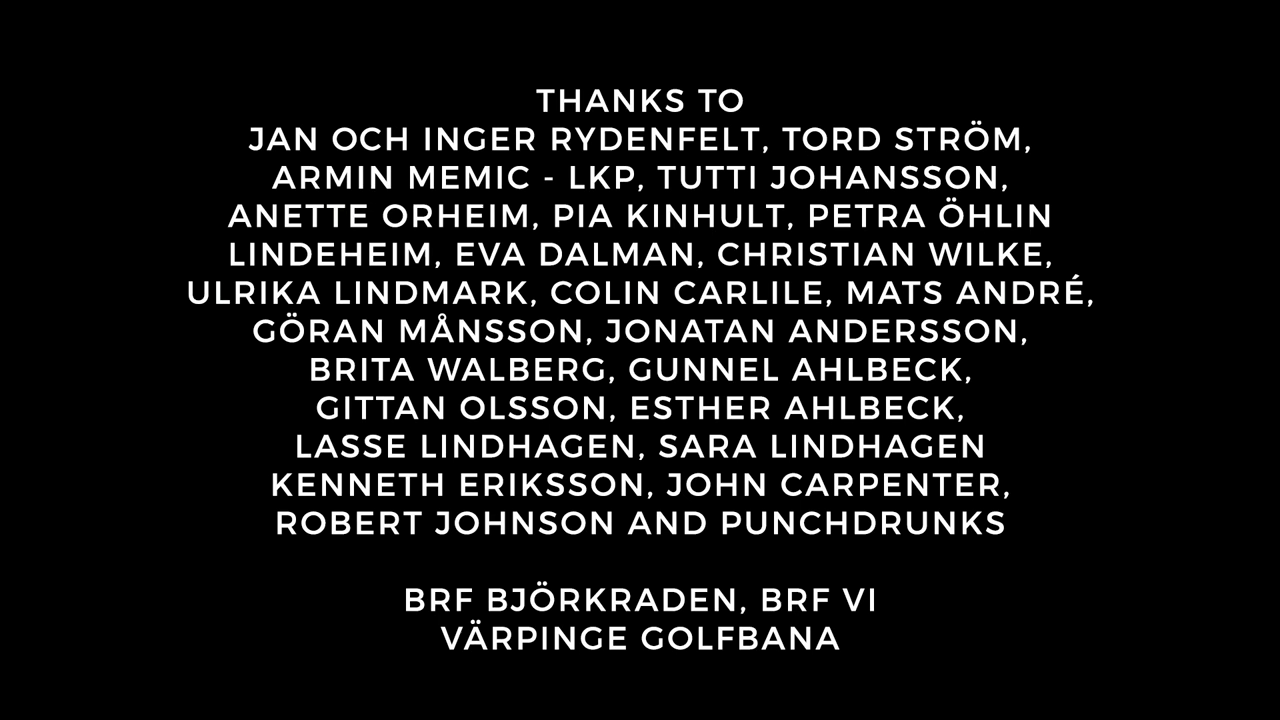 THANKS TO
JAN OCH INGER RYDENFELT, TORD STRÖM,
ARMIN MEMIC - LKP, TUTTI JOHANSSON,
ANETTE ORHEIM, PIA KINHULT, PETRA ÖHLIN
LINDEHEIM, EVA DALMAN, CHRISTIAN WILKE,
ULRIKA LINDMARK, COLIN CARLILE, MATS ANDRÉ,
GÖRAN MÅNSSON, JONATAN ANDERSSON,
BRITA WALBERG, GUNNEL AHLBECK,
GITTAN OLSSON, ESTHER AHLBECK,
LASSE LINDHAGEN, SARA LINDHAGEN
KENNETH ERIKSSON, JOHN CARPENTER,
ROBERT JOHNSON AND PUNCHDRUNKS
BRF BJÖRKRADEN, BRF VI
VÄRPINGE GOLFBANA